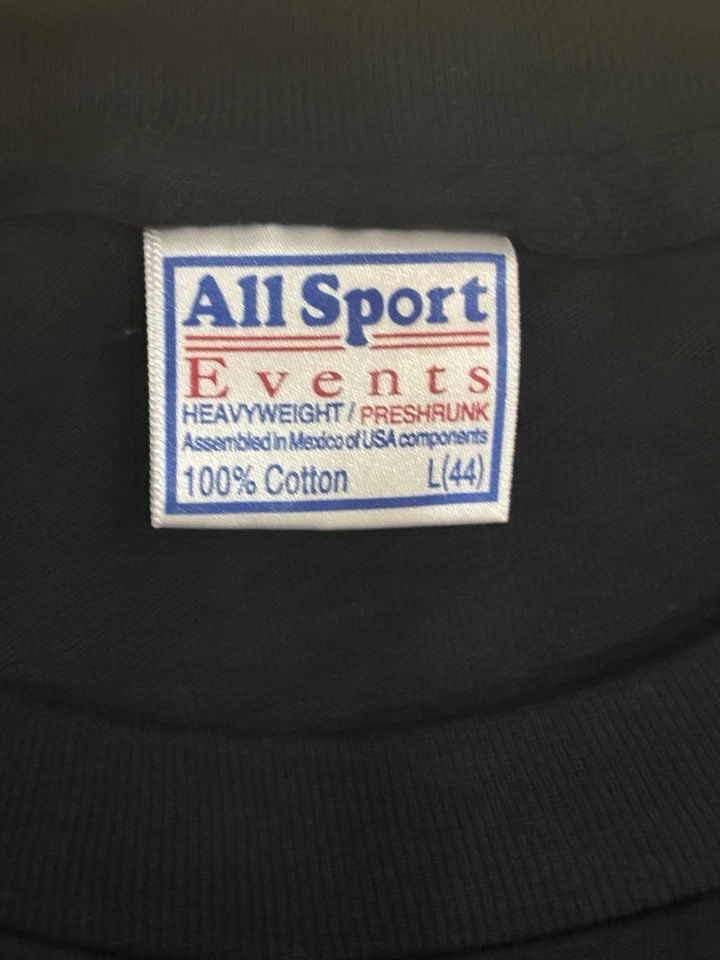 All Sport
Events
HEAVYWEIGHT / PRESHRUNK
Assembled in Mexico of USA components
100% Cotton L(44)